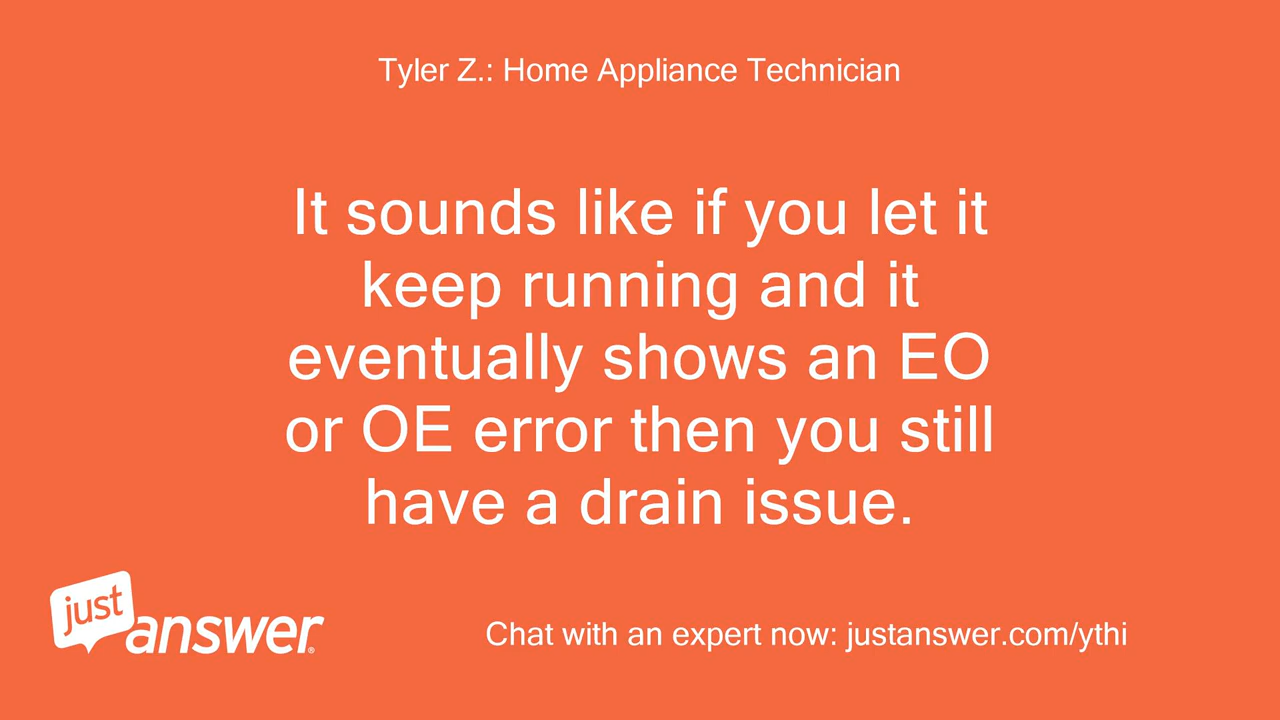 Tyler Z.: Home Appliance Technician
It sounds like if you let it
keep running and it
eventually shows an EO
or OE error then you still
have a drain issue.
just
answer®
Chat with an expert now: justanswer.com/ythi